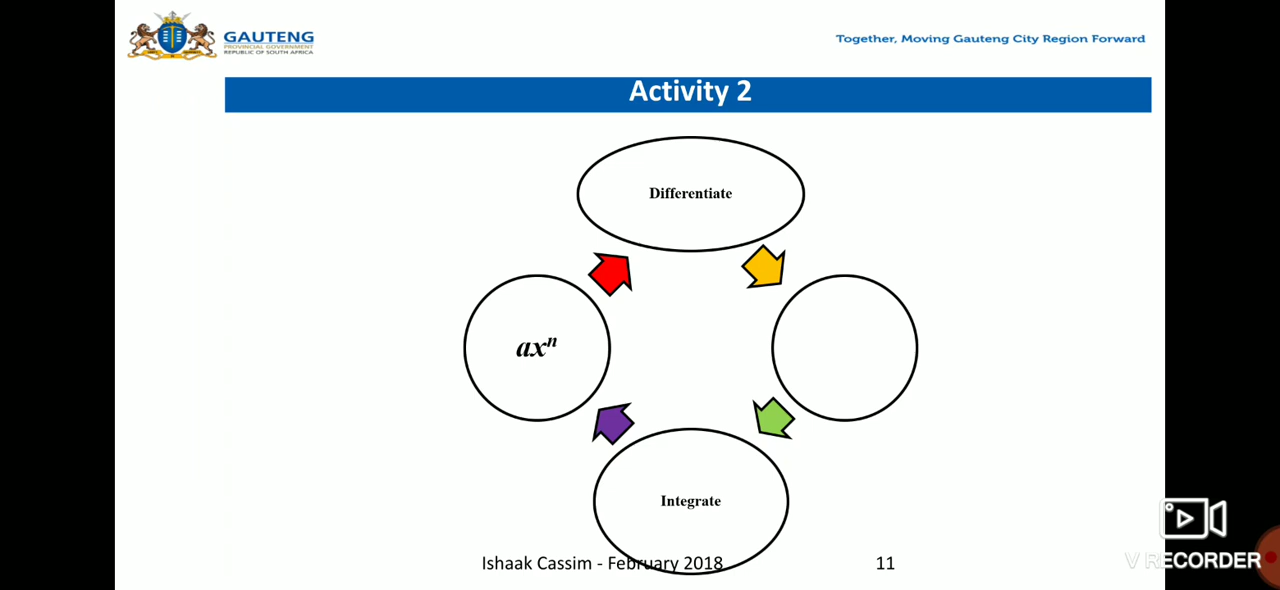 GAUTENG
PROVINCIAL GOVERNMENT
REPUBLIC OF SOUTH AFRICA
Together, Moving Gauteng City Region Forward
Activity 2
Differentiate
axⁿ
Integrate
Ishaak Cassim - February 2018
11
V RECORDER